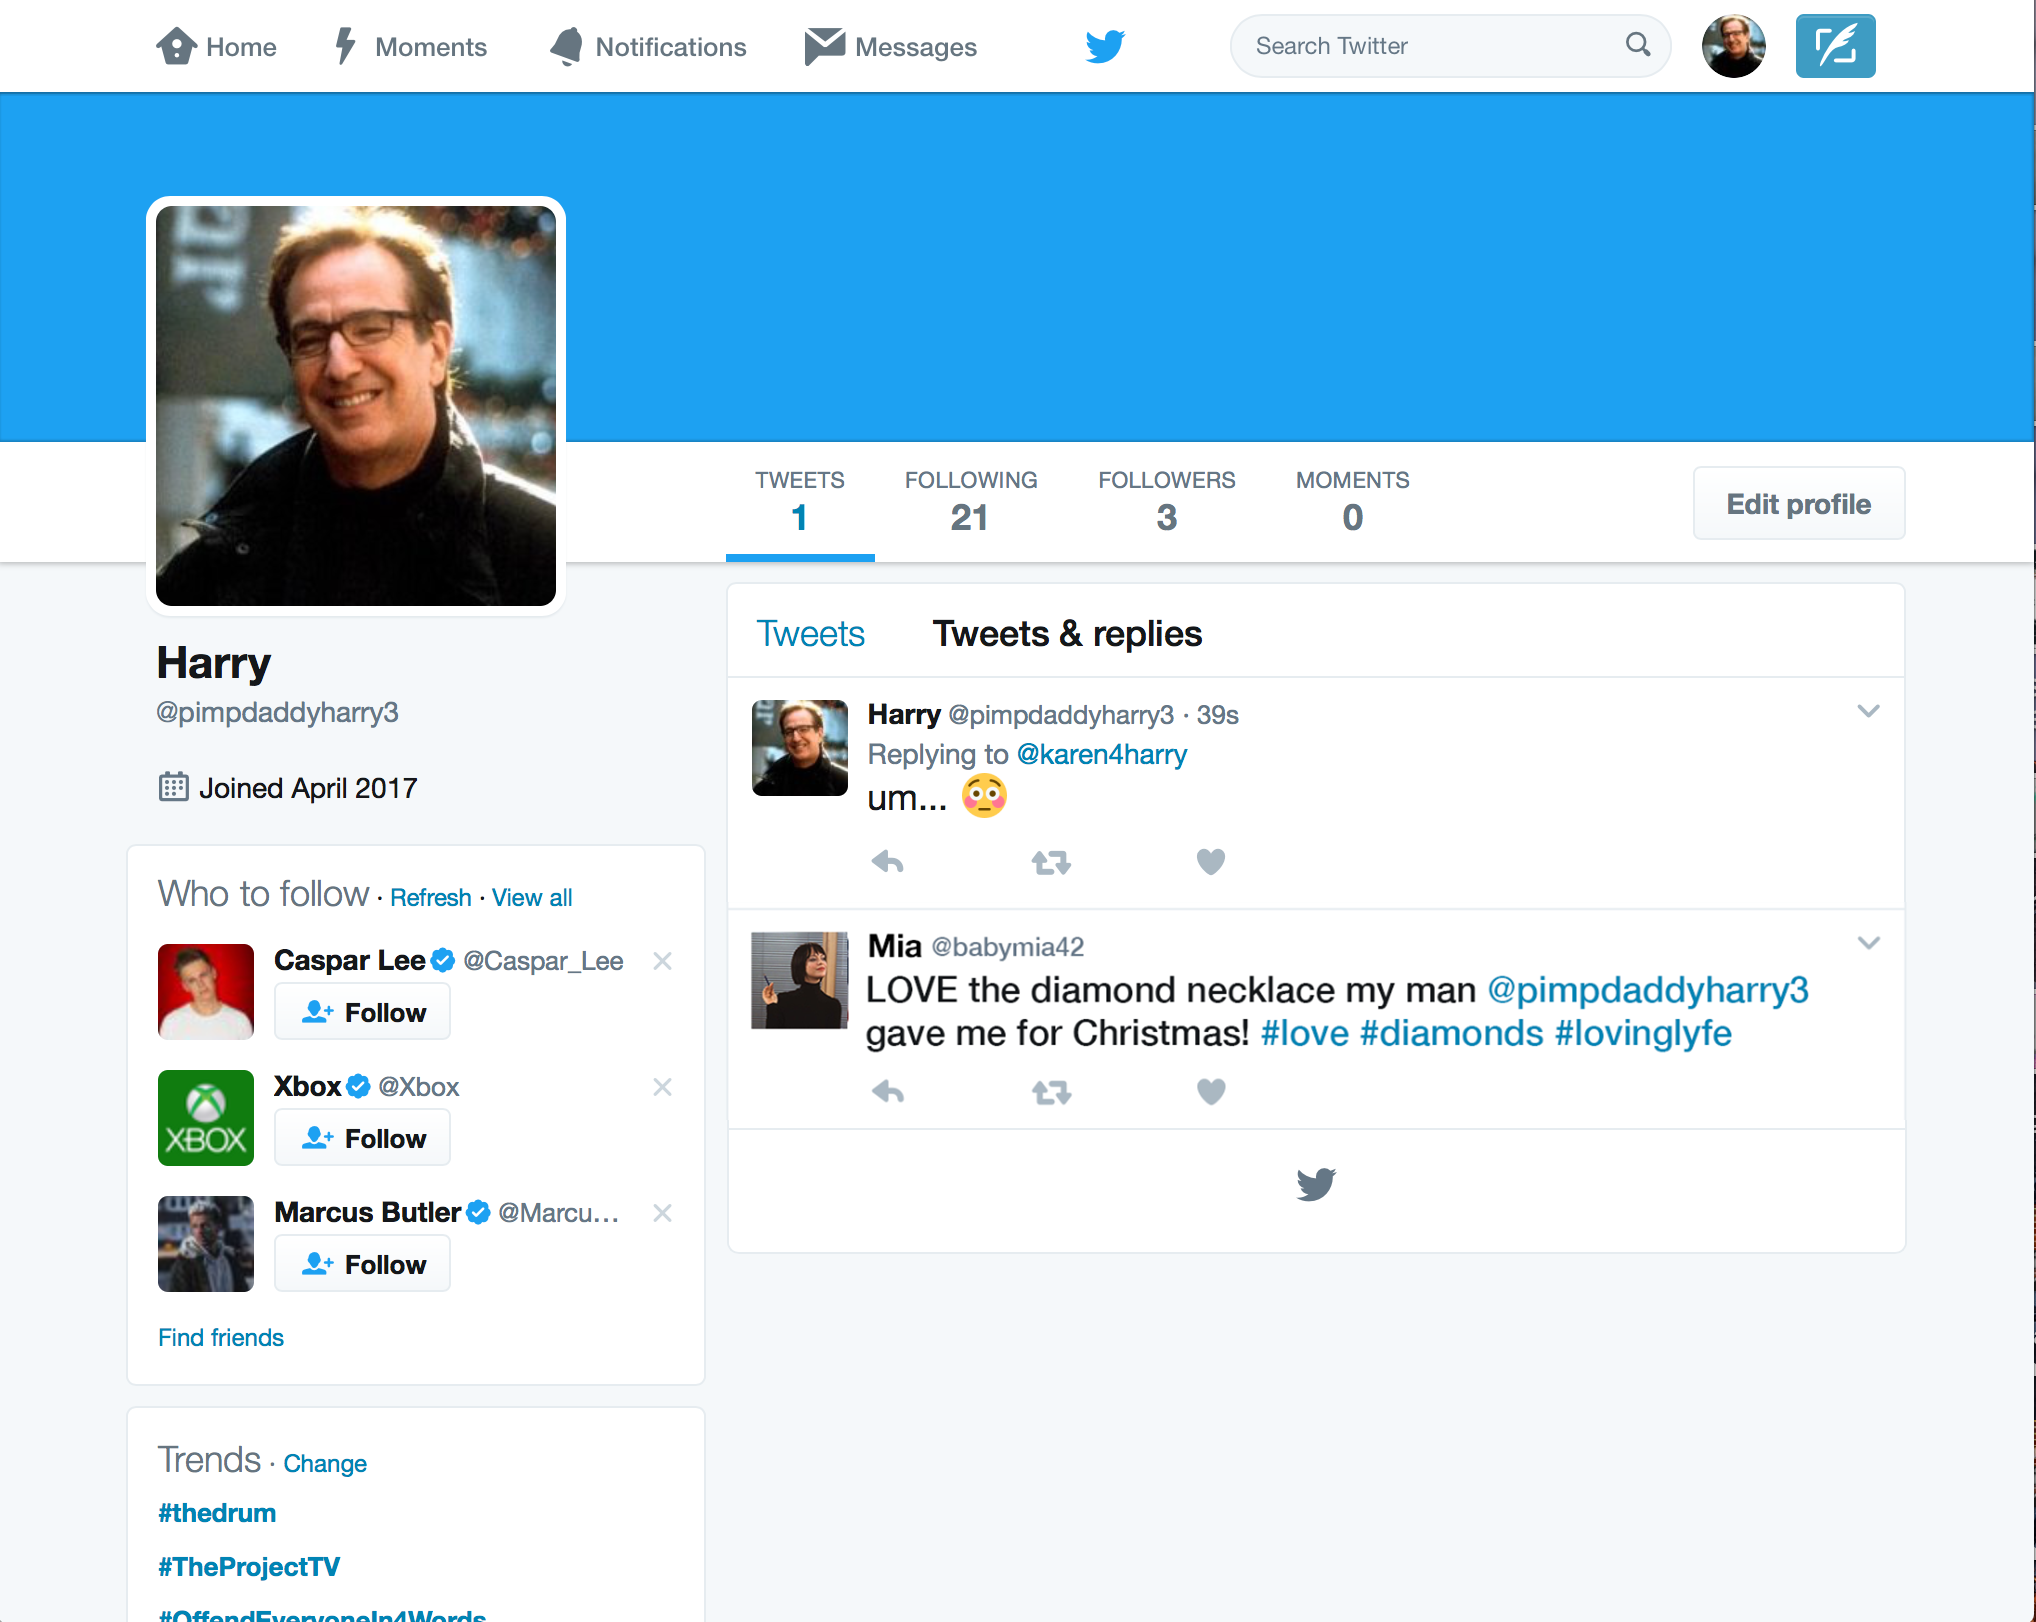 Home
Moments
Notifications
Messages
Search Twitter
TWEETS
1
FOLLOWING
21
FOLLOWERS
3
MOMENTS
0
Edit profile
Harry
@pimpdaddyharry3
Joined April 2017
Who to follow · Refresh · View all
Caspar Lee @Caspar_Lee
Follow
XBOX
Xbox @Xbox
Follow
Marcus Butler @Marcu...
Follow
Find friends
Trends · Change
#thedrum
#TheProjectTV
#OffendEveryoneIn4Words
Tweets
Tweets & replies
Harry @pimpdaddyharry3 · 39s
Replying to @karen4harry
um... 😳
Mia @babymia42
LOVE the diamond necklace my man @pimpdaddyharry3
gave me for Christmas! #love #diamonds #lovinglyfe